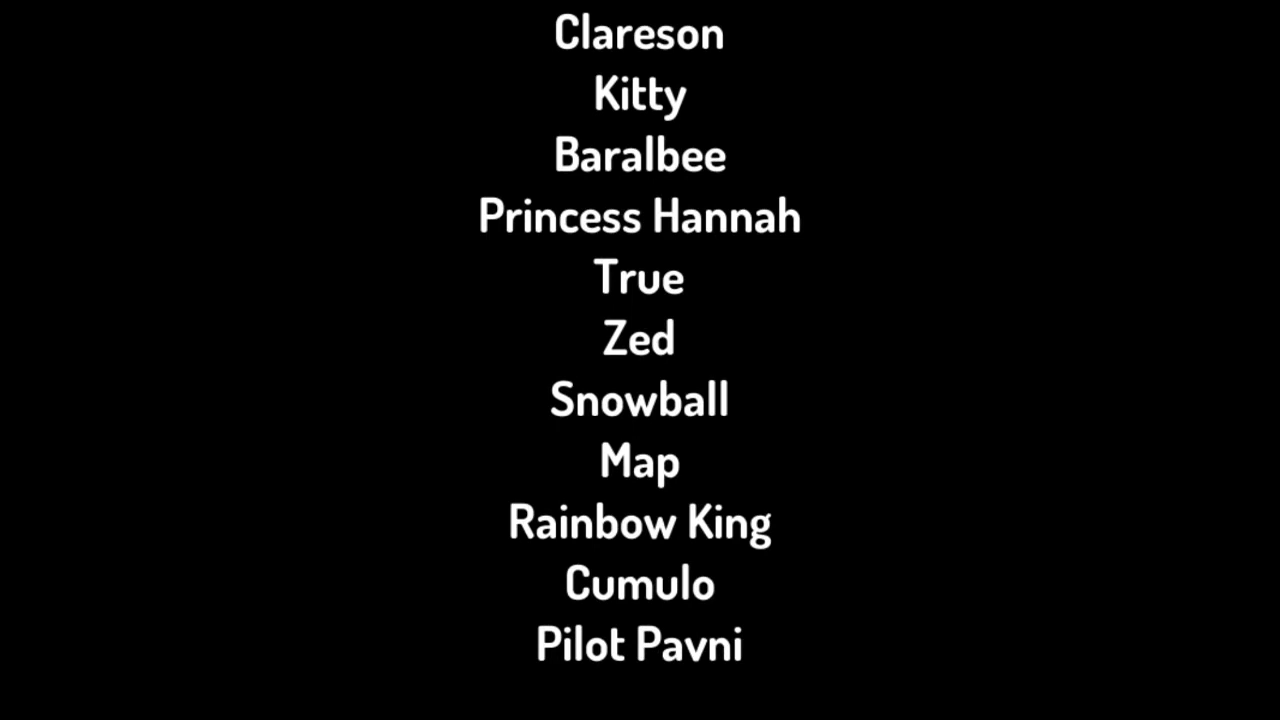 Clareson
Kitty
Baralbee
Princess Hannah
True
Zed
Snowball
Map
Rainbow King
Cumulo
Pilot Pavni